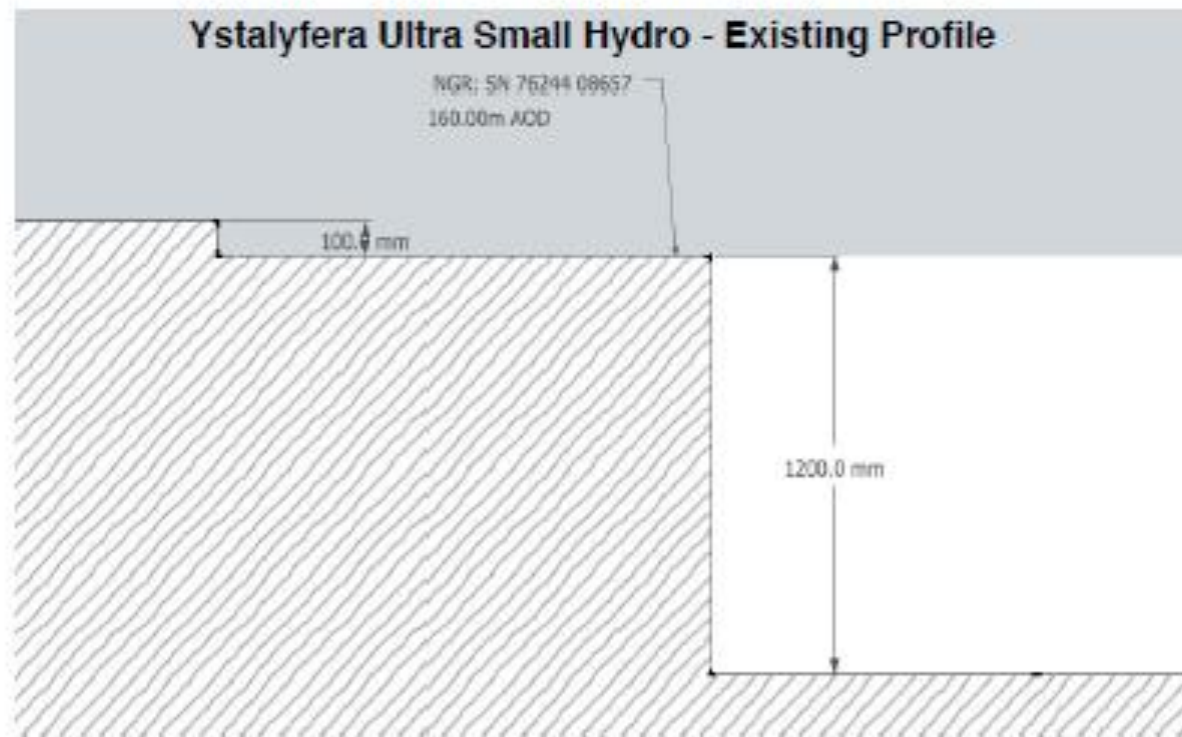 Ystalyfera Ultra Small Hydro - Existing Profile
NGR: SN 76244 08657
160.00m AOD
100.0 mm
1200.0 mm